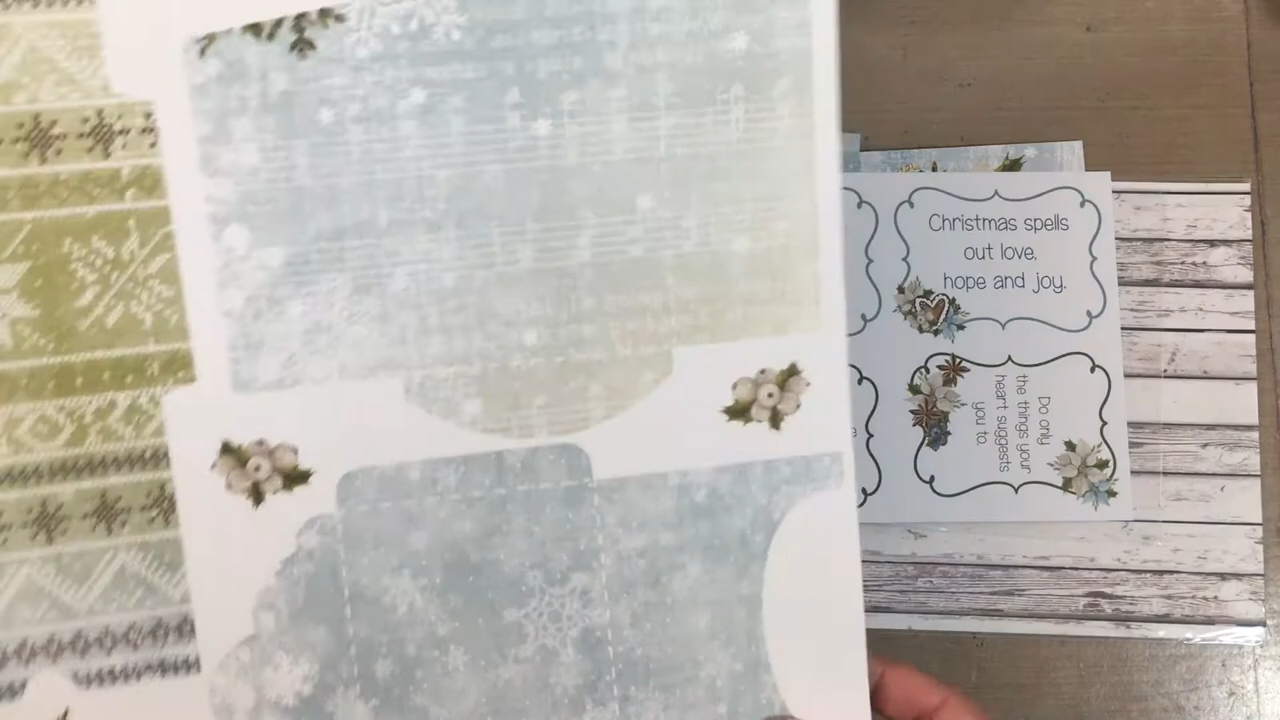 Christmas spells
out love,
hope and joy.
Do only
the things your
heart suggests
you to.